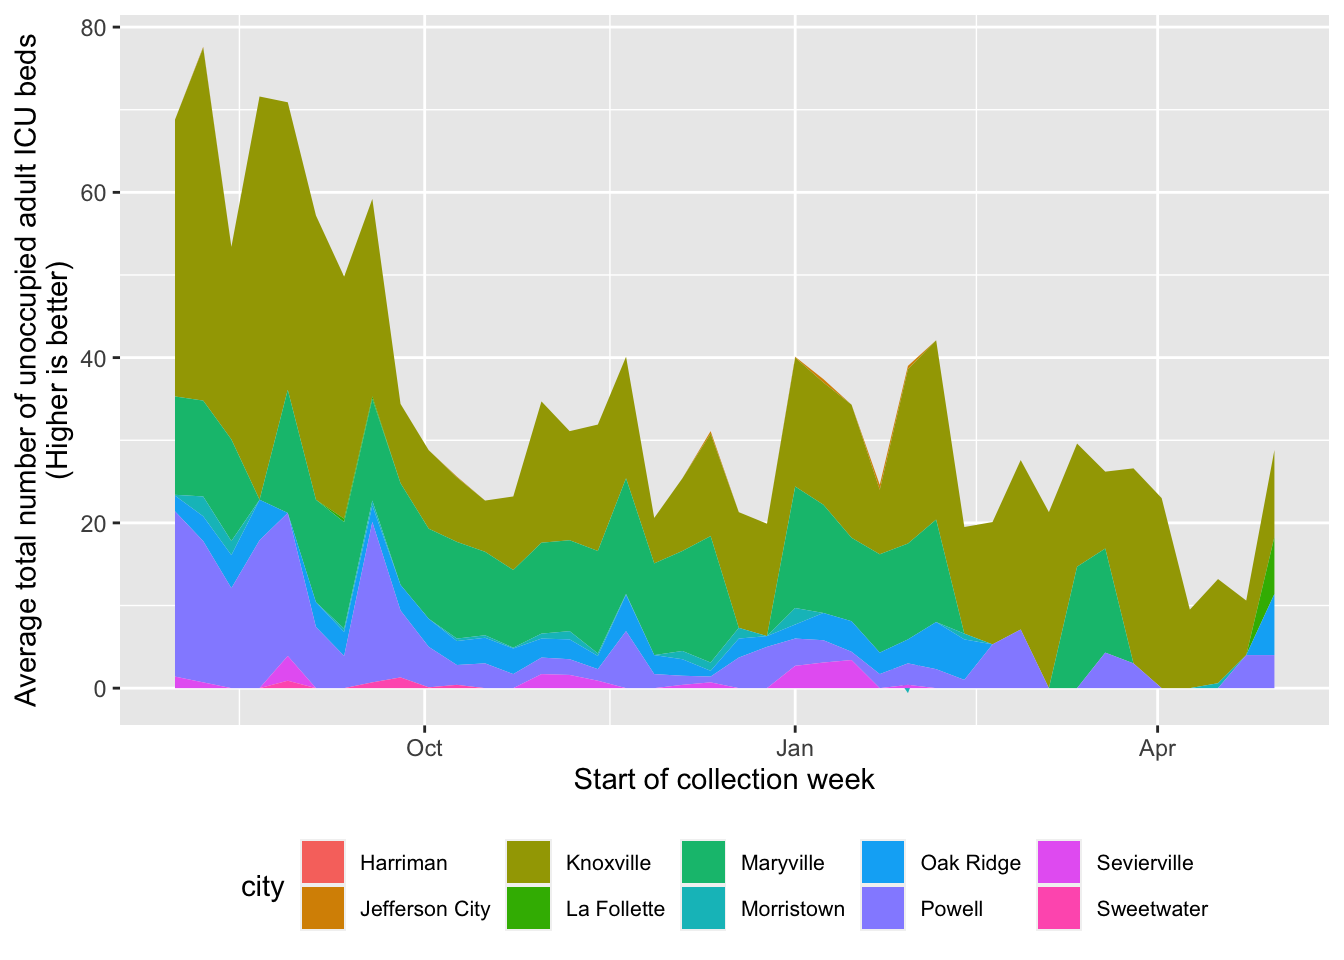 Average total number of unoccupied adult ICU beds
(Higher is better)
80
60
40
20
0
Oct
Jan
Apr
Start of collection week
city
Harriman
Knoxville
Maryville
Oak Ridge
Sevierville
Jefferson City
La Follette
Morristown
Powell
Sweetwater